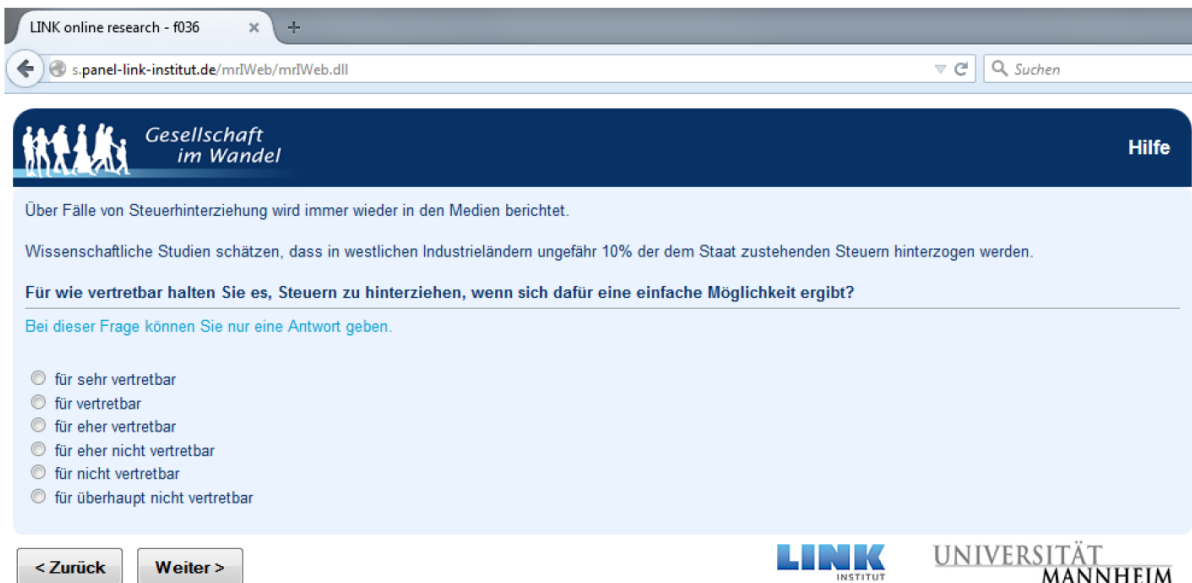 LINK online research - f036
s.panel-link-institut.de/mrIWeb/mrIWeb.dll
Suchen
Gesellschaft
im Wandel
Hilfe
Über Fälle von Steuerhinterziehung wird immer wieder in den Medien berichtet.
Wissenschaftliche Studien schätzen, dass in westlichen Industrieländern ungefähr 10% der dem Staat zustehenden Steuern hinterzogen werden.
Für wie vertretbar halten Sie es, Steuern zu hinterziehen, wenn sich dafür eine einfache Möglichkeit ergibt?
Bei dieser Frage können Sie nur eine Antwort geben.
für sehr vertretbar
für vertretbar
für eher vertretbar
für eher nicht vertretbar
für nicht vertretbar
für überhaupt nicht vertretbar
< Zurück
Weiter >
LINK
INSTITUT
UNIVERSITÄT
MANNHEIM